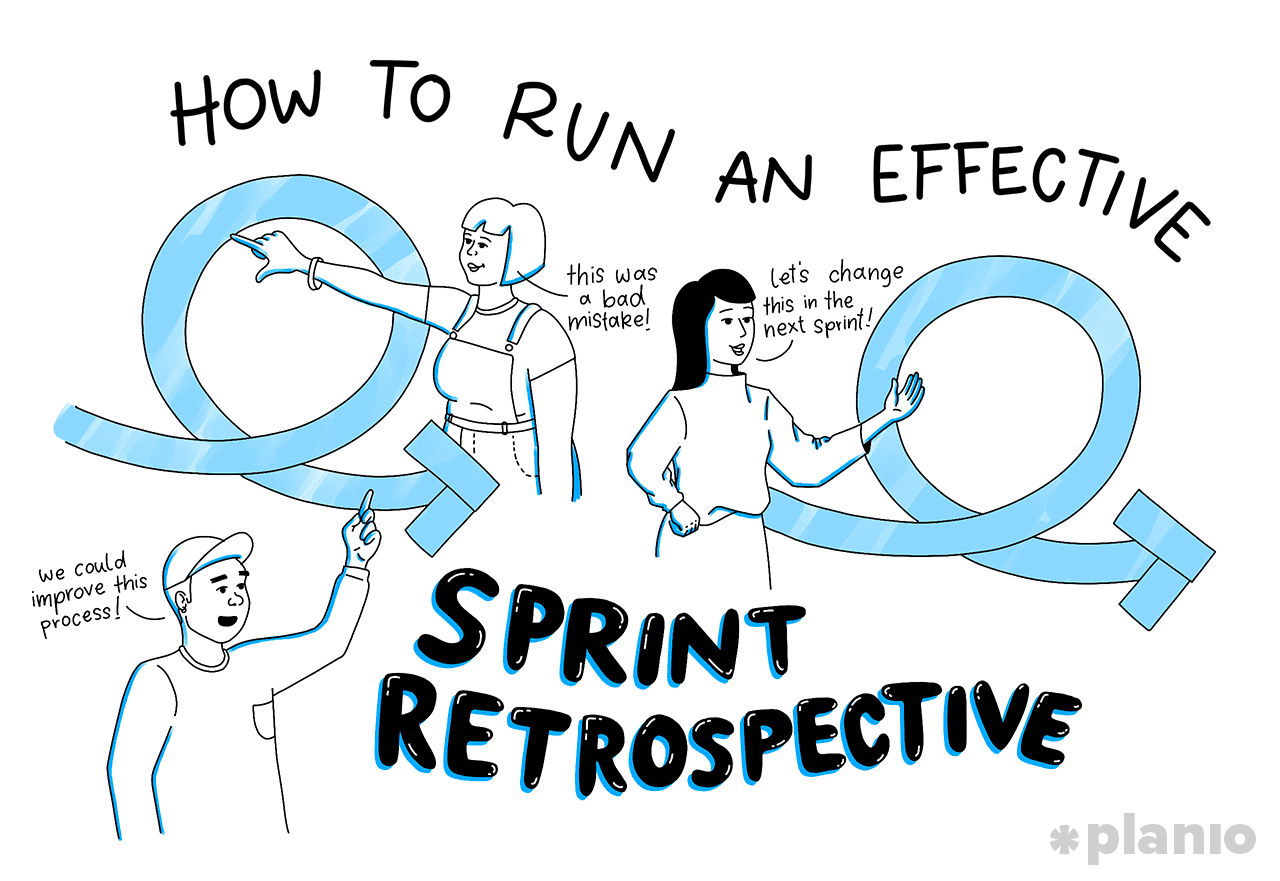 HOW TO RUN AN EFFECTIVE
this was
a bad
mistake!
Let's change
this in the
next sprint!
we could
improve this
process!
SPRINT
RETROSPECTIVE
planio